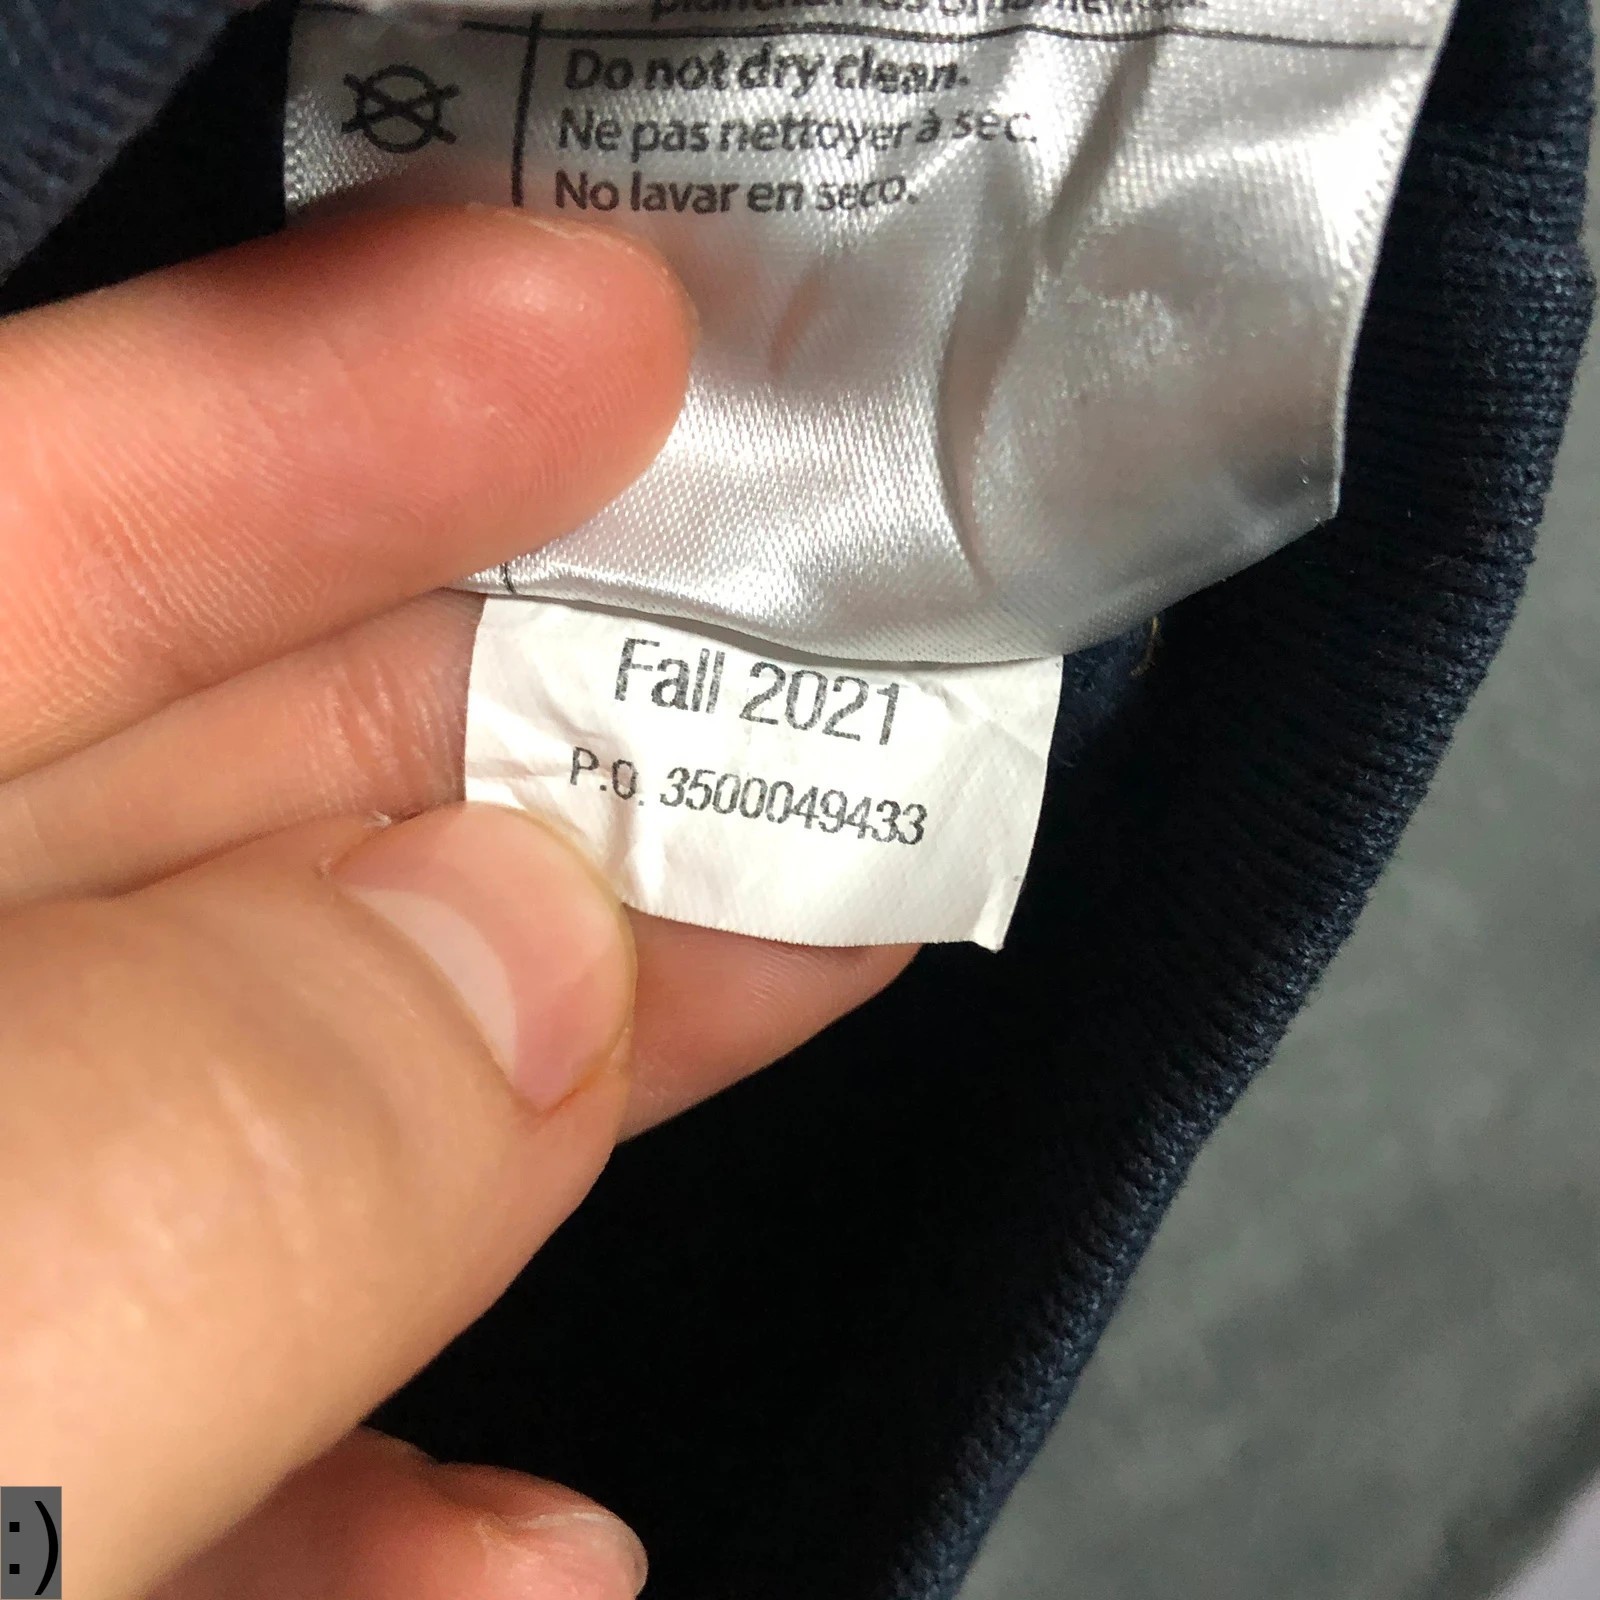 Do not dry clean.
Ne pas nettoyer à sec.
No lavar en seco.
Fall 2021
P.O. 3500049433
:)